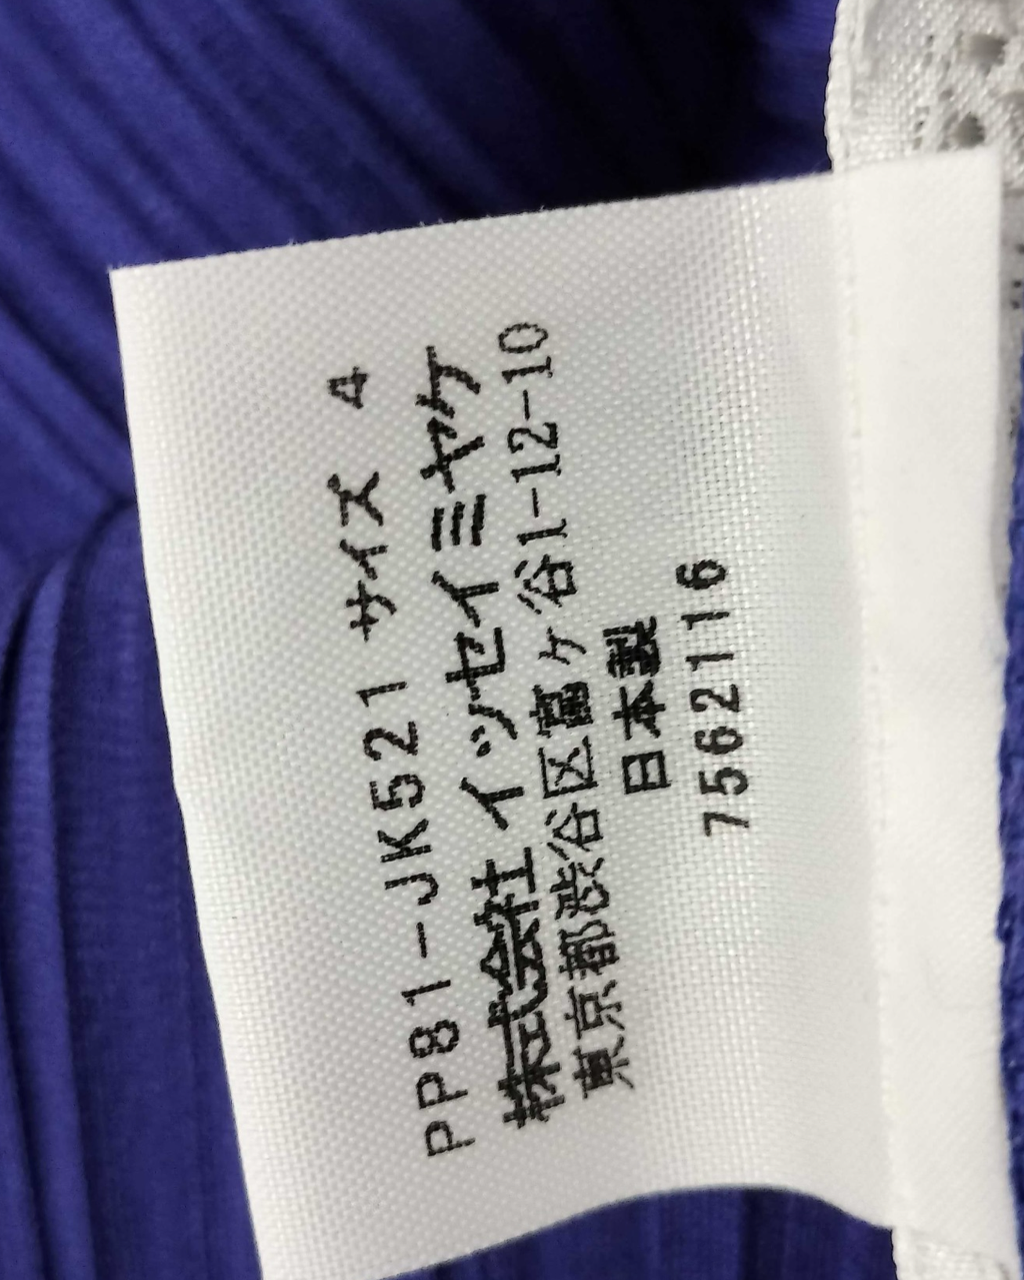 PP81-JK521 サイズ 4
株式会社 イッセイミヤケ
東京都渋谷区富ヶ谷1-12-10
日本製
7562116